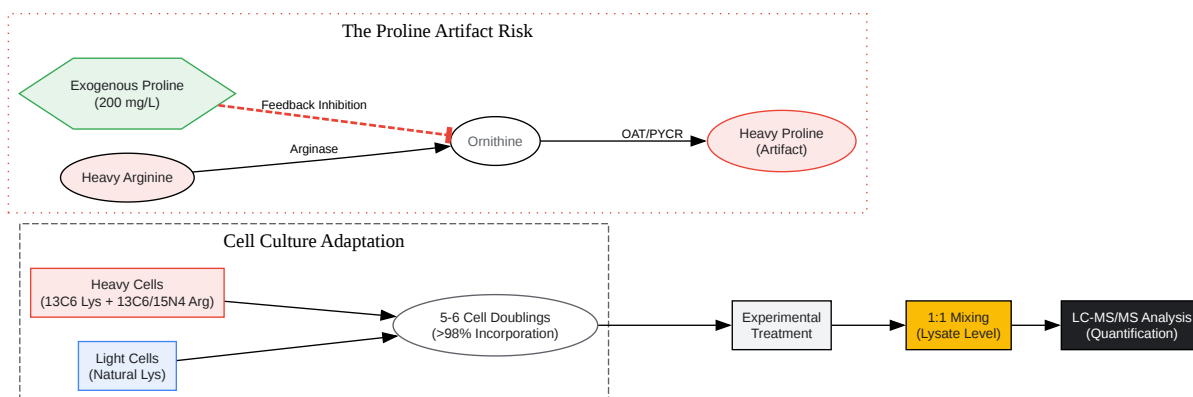 The Proline Artifact Risk
Exogenous Proline
(200 mg/L)
Feedback Inhibition
Ornithine
OAT/PYCR
Heavy Proline
(Artifact)
Arginase
Heavy Arginine
Cell Culture Adaptation
Heavy Cells
(13C6 Lys + 13C6/15N4 Arg)
Light Cells
(Natural Lys)
5-6 Cell Doublings
(>98% Incorporation)
Experimental
Treatment
1:1 Mixing
(Lysate Level)
LC-MS/MS Analysis
(Quantification)